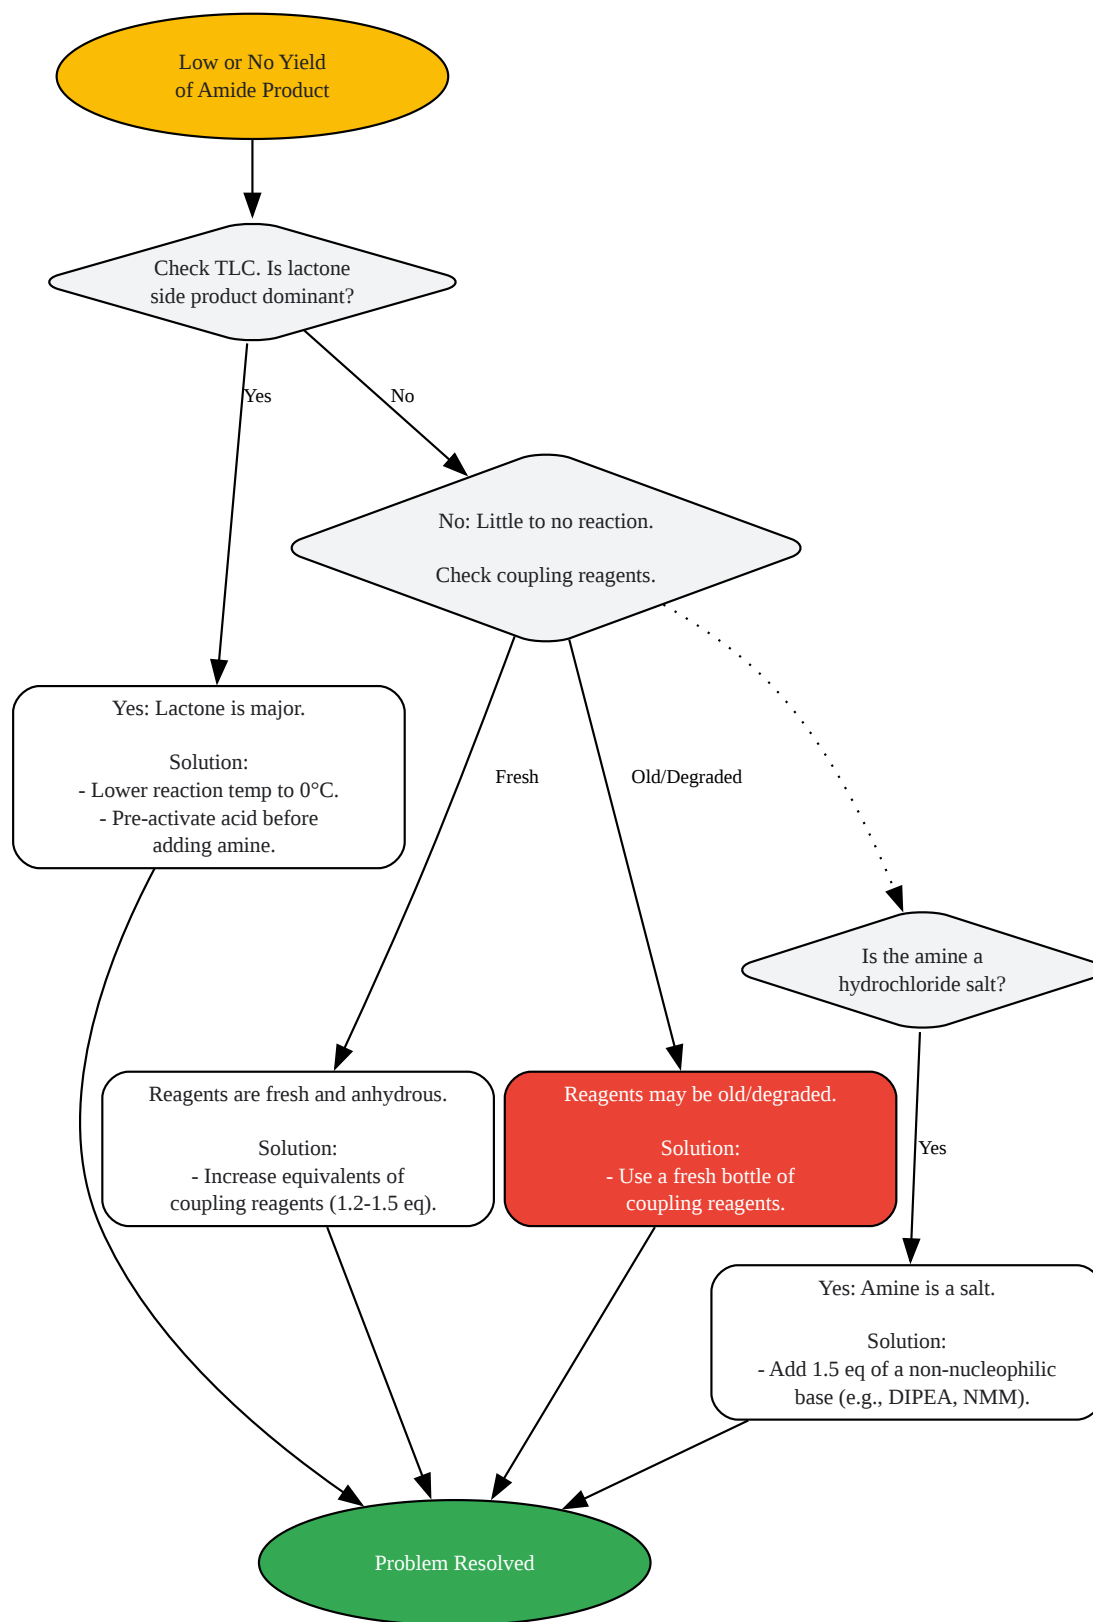 Low or No Yield
of Amide Product
Check TLC. Is lactone
side product dominant?
Yes
No
No: Little to no reaction.
Check coupling reagents.
Yes: Lactone is major.
Solution:
- Lower reaction temp to 0°C.
- Pre-activate acid before
adding amine.
Fresh
Old/Degraded
Is the amine a
hydrochloride salt?
Reagents are fresh and anhydrous.
Solution:
- Increase equivalents of
coupling reagents (1.2-1.5 eq).
Reagents may be old/degraded.
Solution:
- Use a fresh bottle of
coupling reagents.
Yes
Yes: Amine is a salt.
Solution:
- Add 1.5 eq of a non-nucleophilic
base (e.g., DIPEA, NMM).
Problem Resolved